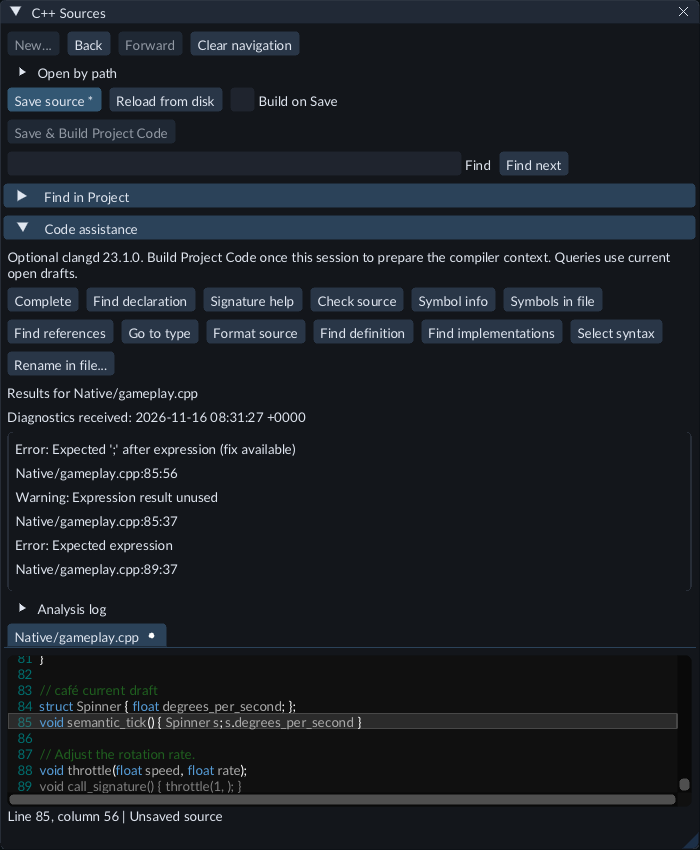 C++ Sources
New... Back Forward Clear navigation
Open by path
Save source * Reload from disk Build on Save
Save & Build Project Code
Find Find next
Find in Project
Code assistance
Optional clangd 23.1.0. Build Project Code once this session to prepare the compiler context. Queries use current
open drafts.
Complete Find declaration Signature help Check source Symbol info Symbols in file
Find references Go to type Format source Find definition Find implementations Select syntax
Rename in file...
Results for Native/gameplay.cpp
Diagnostics received: 2026-11-16 08:31:27 +0000
Error: Expected ';' after expression (fix available)
Native/gameplay.cpp:85:56
Warning: Expression result unused
Native/gameplay.cpp:85:37
Error: Expected expression
Native/gameplay.cpp:89:37
Analysis log
Native/gameplay.cpp
81 }
82
83 // café current draft
84 struct Spinner { float degrees_per_second; };
85 void semantic_tick() { Spinner s; s.degrees_per_second }
86
87 // Adjust the rotation rate.
88 void throttle(float speed, float rate);
89 void call_signature() { throttle(1, ); }
Line 85, column 56 | Unsaved source